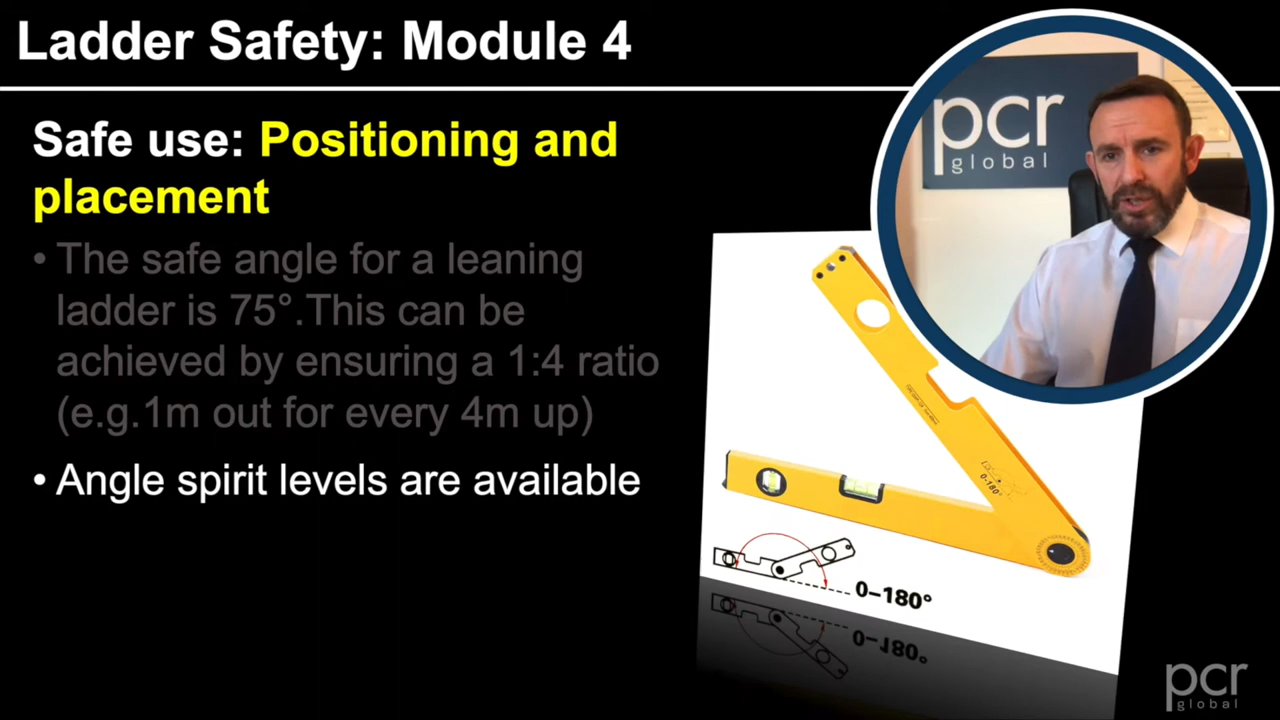 Ladder Safety: Module 4
Safe use: Positioning and
placement
• The safe angle for a leaning
ladder is 75°.This can be
achieved by ensuring a 1:4 ratio
(e.g.1m out for every 4m up)
• Angle spirit levels are available
pcr
global
0-180°
0–180°
0–180°
pcr
global